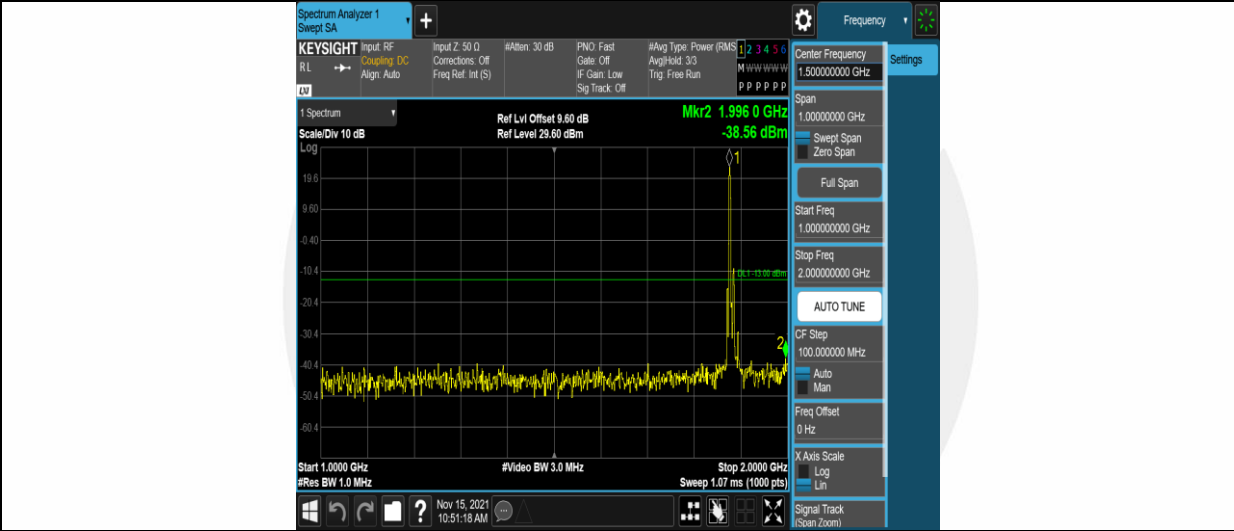 Spectrum Analyzer 1
Swept SA
+
Frequency
KEYSIGHT
RL
LXI
Input: RF
Coupling: DC
Align: Auto
Input Z: 50 Ω
Corrections: Off
Freq Ref: Int (S)
#Atten: 30 dB
PNO: Fast
Gate: Off
IF Gain: Low
Sig Track: Off
#Avg Type: Power (RMS
Avg|Hold: 3/3
Trig: Free Run
1 2 3 4 5 6
M W W W W W
P P P P P P
1 Spectrum
Scale/Div 10 dB
Log
Ref Lvl Offset 9.60 dB
Ref Level 29.60 dBm
Mkr2 1.996 0 GHz
-38.56 dBm
1
19.6
9.60
-0.40
-10.4
DL1 -13.00 dBm
-20.4
-30.4
2
-40.4
-50.4
-60.4
Start 1.0000 GHz
#Res BW 1.0 MHz
#Video BW 3.0 MHz
Stop 2.0000 GHz
Sweep 1.07 ms (1000 pts)
Nov 15, 2021
10:51:18 AM
?
Center Frequency
1.500000000 GHz
Settings
Span
1.00000000 GHz
Swept Span
Zero Span
Full Span
Start Freq
1.000000000 GHz
Stop Freq
2.000000000 GHz
AUTO TUNE
CF Step
100.000000 MHz
Auto
Man
Freq Offset
0 Hz
X Axis Scale
Log
Lin
Signal Track
(Span Zoom)